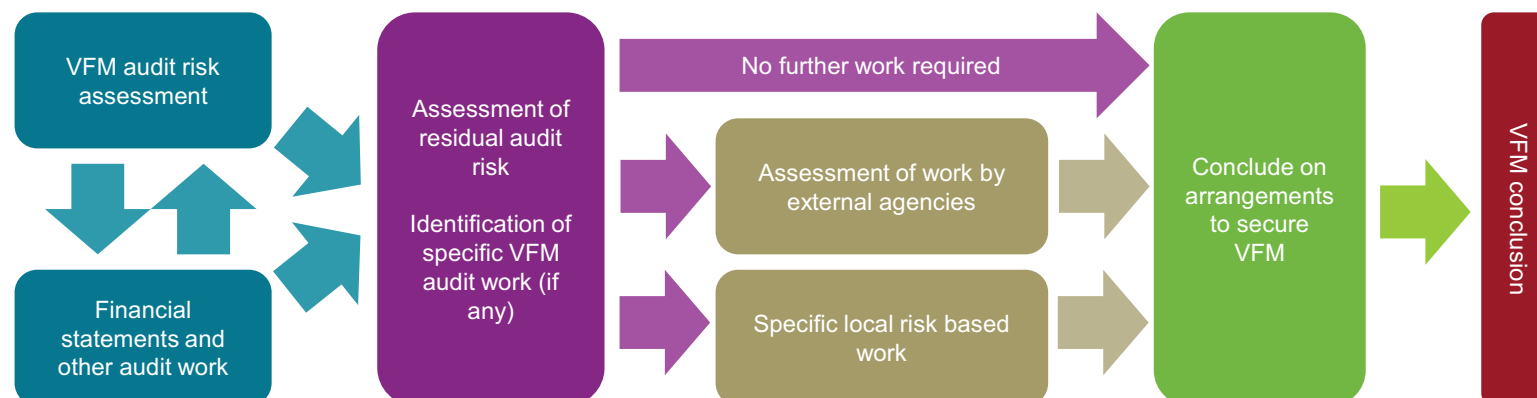 VFM audit risk
assessment
Financial
statements and
other audit work
Assessment of
residual audit
risk
Identification of
specific VFM
audit work (if
any)
No further work required
Assessment of work by
external agencies
Specific local risk based
work
Conclude on
arrangements
to secure
VFM
VFM conclusion